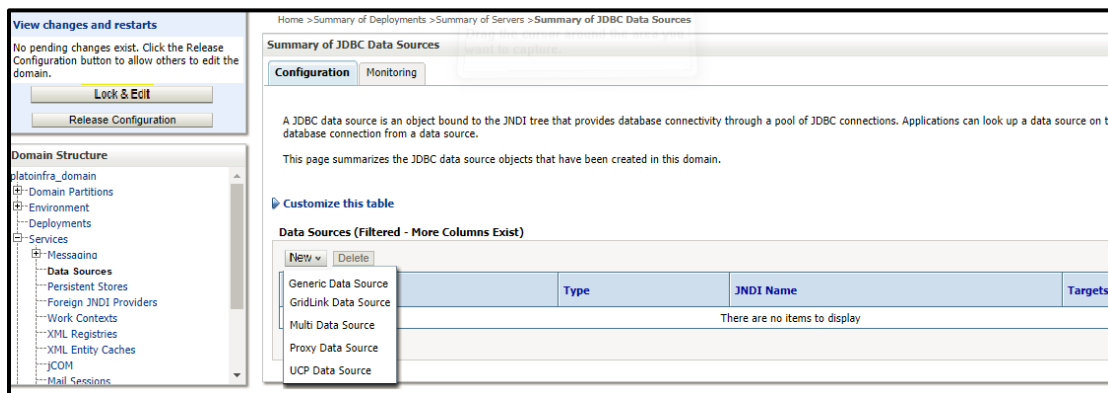 View changes and restarts
No pending changes exist. Click the Release
Configuration button to allow others to edit the
domain.
Lock & Edit
Release Configuration
Domain Structure
platoinfra_domain
Domain Partitions
Environment
Deployments
Services
Messaging
Data Sources
Persistent Stores
Foreign JNDI Providers
Work Contexts
XML Registries
XML Entity Caches
jCOM
Mail Sessions
Home >Summary of Deployments >Summary of Servers >Summary of JDBC Data Sources
Summary of JDBC Data Sources
Drag the cursor around the area you
want to capture.
Configuration Monitoring
A JDBC data source is an object bound to the JNDI tree that provides database connectivity through a pool of JDBC connections. Applications can look up a data source on t
database connection from a data source.
This page summarizes the JDBC data source objects that have been created in this domain.
Customize this table
Data Sources (Filtered - More Columns Exist)
New Delete
Generic Data Source
GridLink Data Source
Multi Data Source
Proxy Data Source
UCP Data Source
Type JNDI Name Targets
There are no items to display